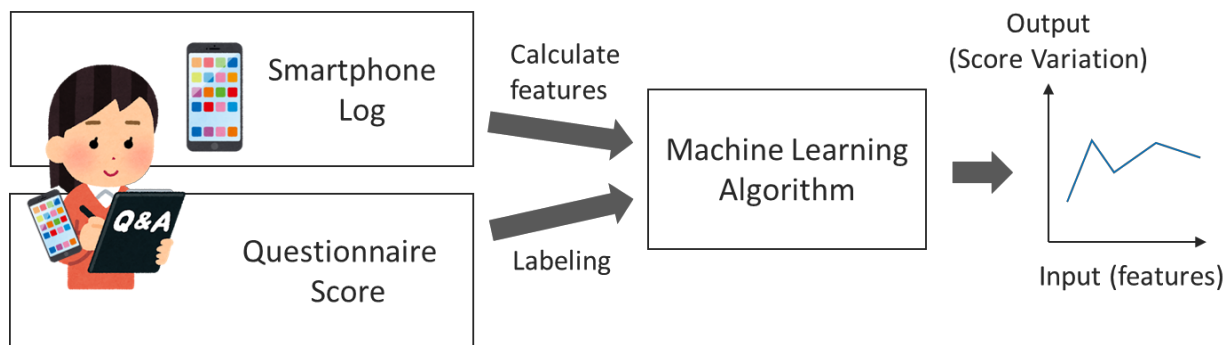 Smartphone
Log
Q&A
Questionnaire
Score
Calculate
features
Labeling
Machine Learning
Algorithm
Output
(Score Variation)
Input (features)